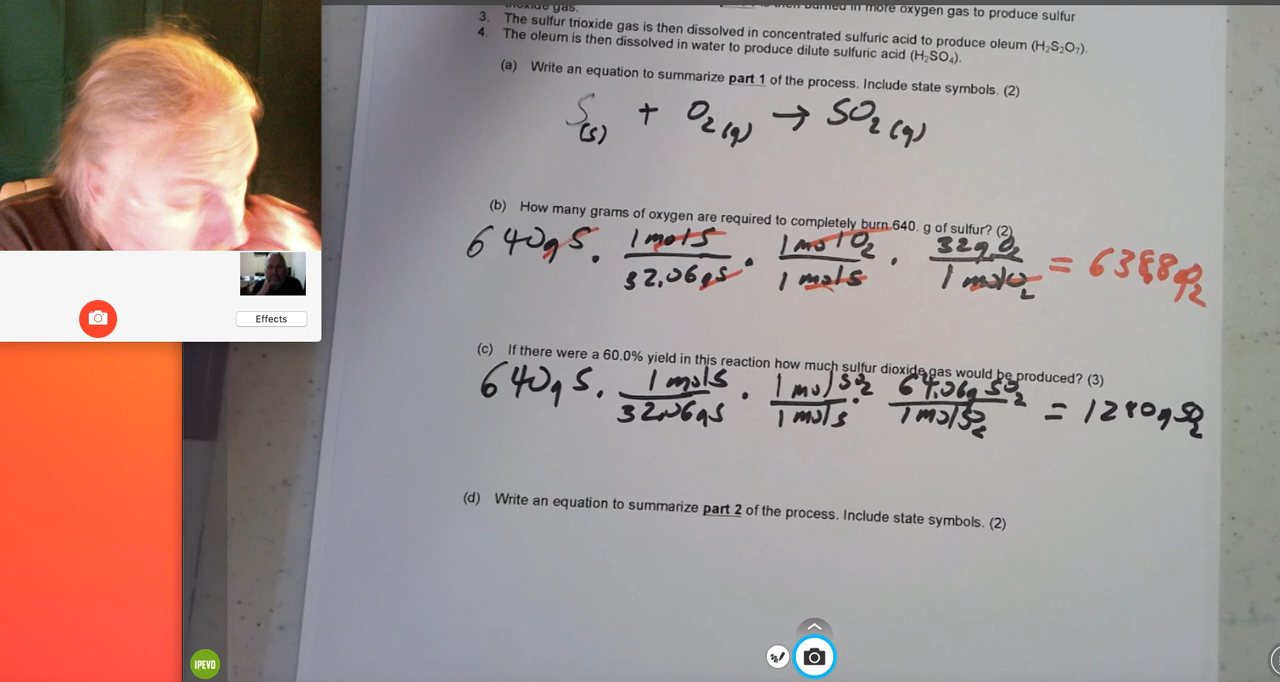 trioxide gas.
burned in more oxygen gas to produce sulfur
3. The sulfur trioxide gas is then dissolved in concentrated sulfuric acid to produce oleum (H₂S₂O₇).
4. The oleum is then dissolved in water to produce dilute sulfuric acid (H₂SO₄).
(a) Write an equation to summarize part 1 of the process. Include state symbols. (2)
S(s) + O₂(g) → SO₂(g)
(b) How many grams of oxygen are required to completely burn 640. g of sulfur? (2)
640g S. 1 mol S / 32.06g S · 1 mol O₂ / 1 mol S · 32g O₂ / 1 mol O₂ = 638.8g O₂
(c) If there were a 60.0% yield in this reaction how much sulfur dioxide gas would be produced? (3)
640g S. 1 mol S / 32.06g S · 1 mol SO₂ / 1 mol S · 64.06g SO₂ / 1 mol SO₂ = 1280g SO₂
(d) Write an equation to summarize part 2 of the process. Include state symbols. (2)
Effects
IPEVO